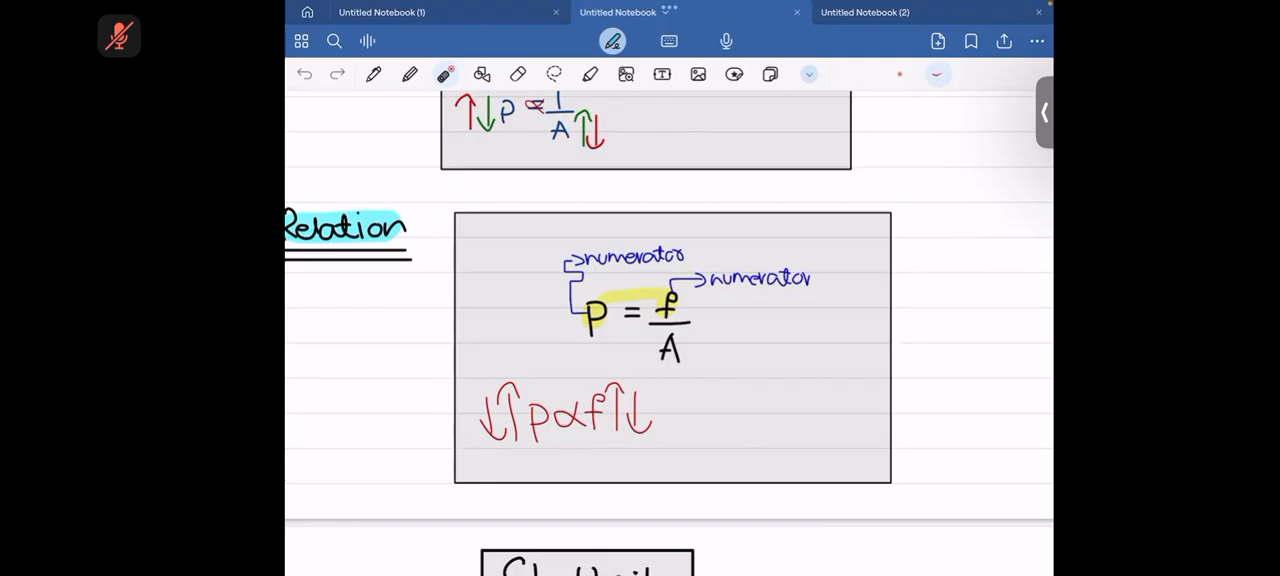 Untitled Notebook (1)
Untitled Notebook
Untitled Notebook (2)
↑↓ P ∝ 1/A ↑↓
Relation
numerator
numerator
P = f/A
↓↑ p ∝ f ↑↓